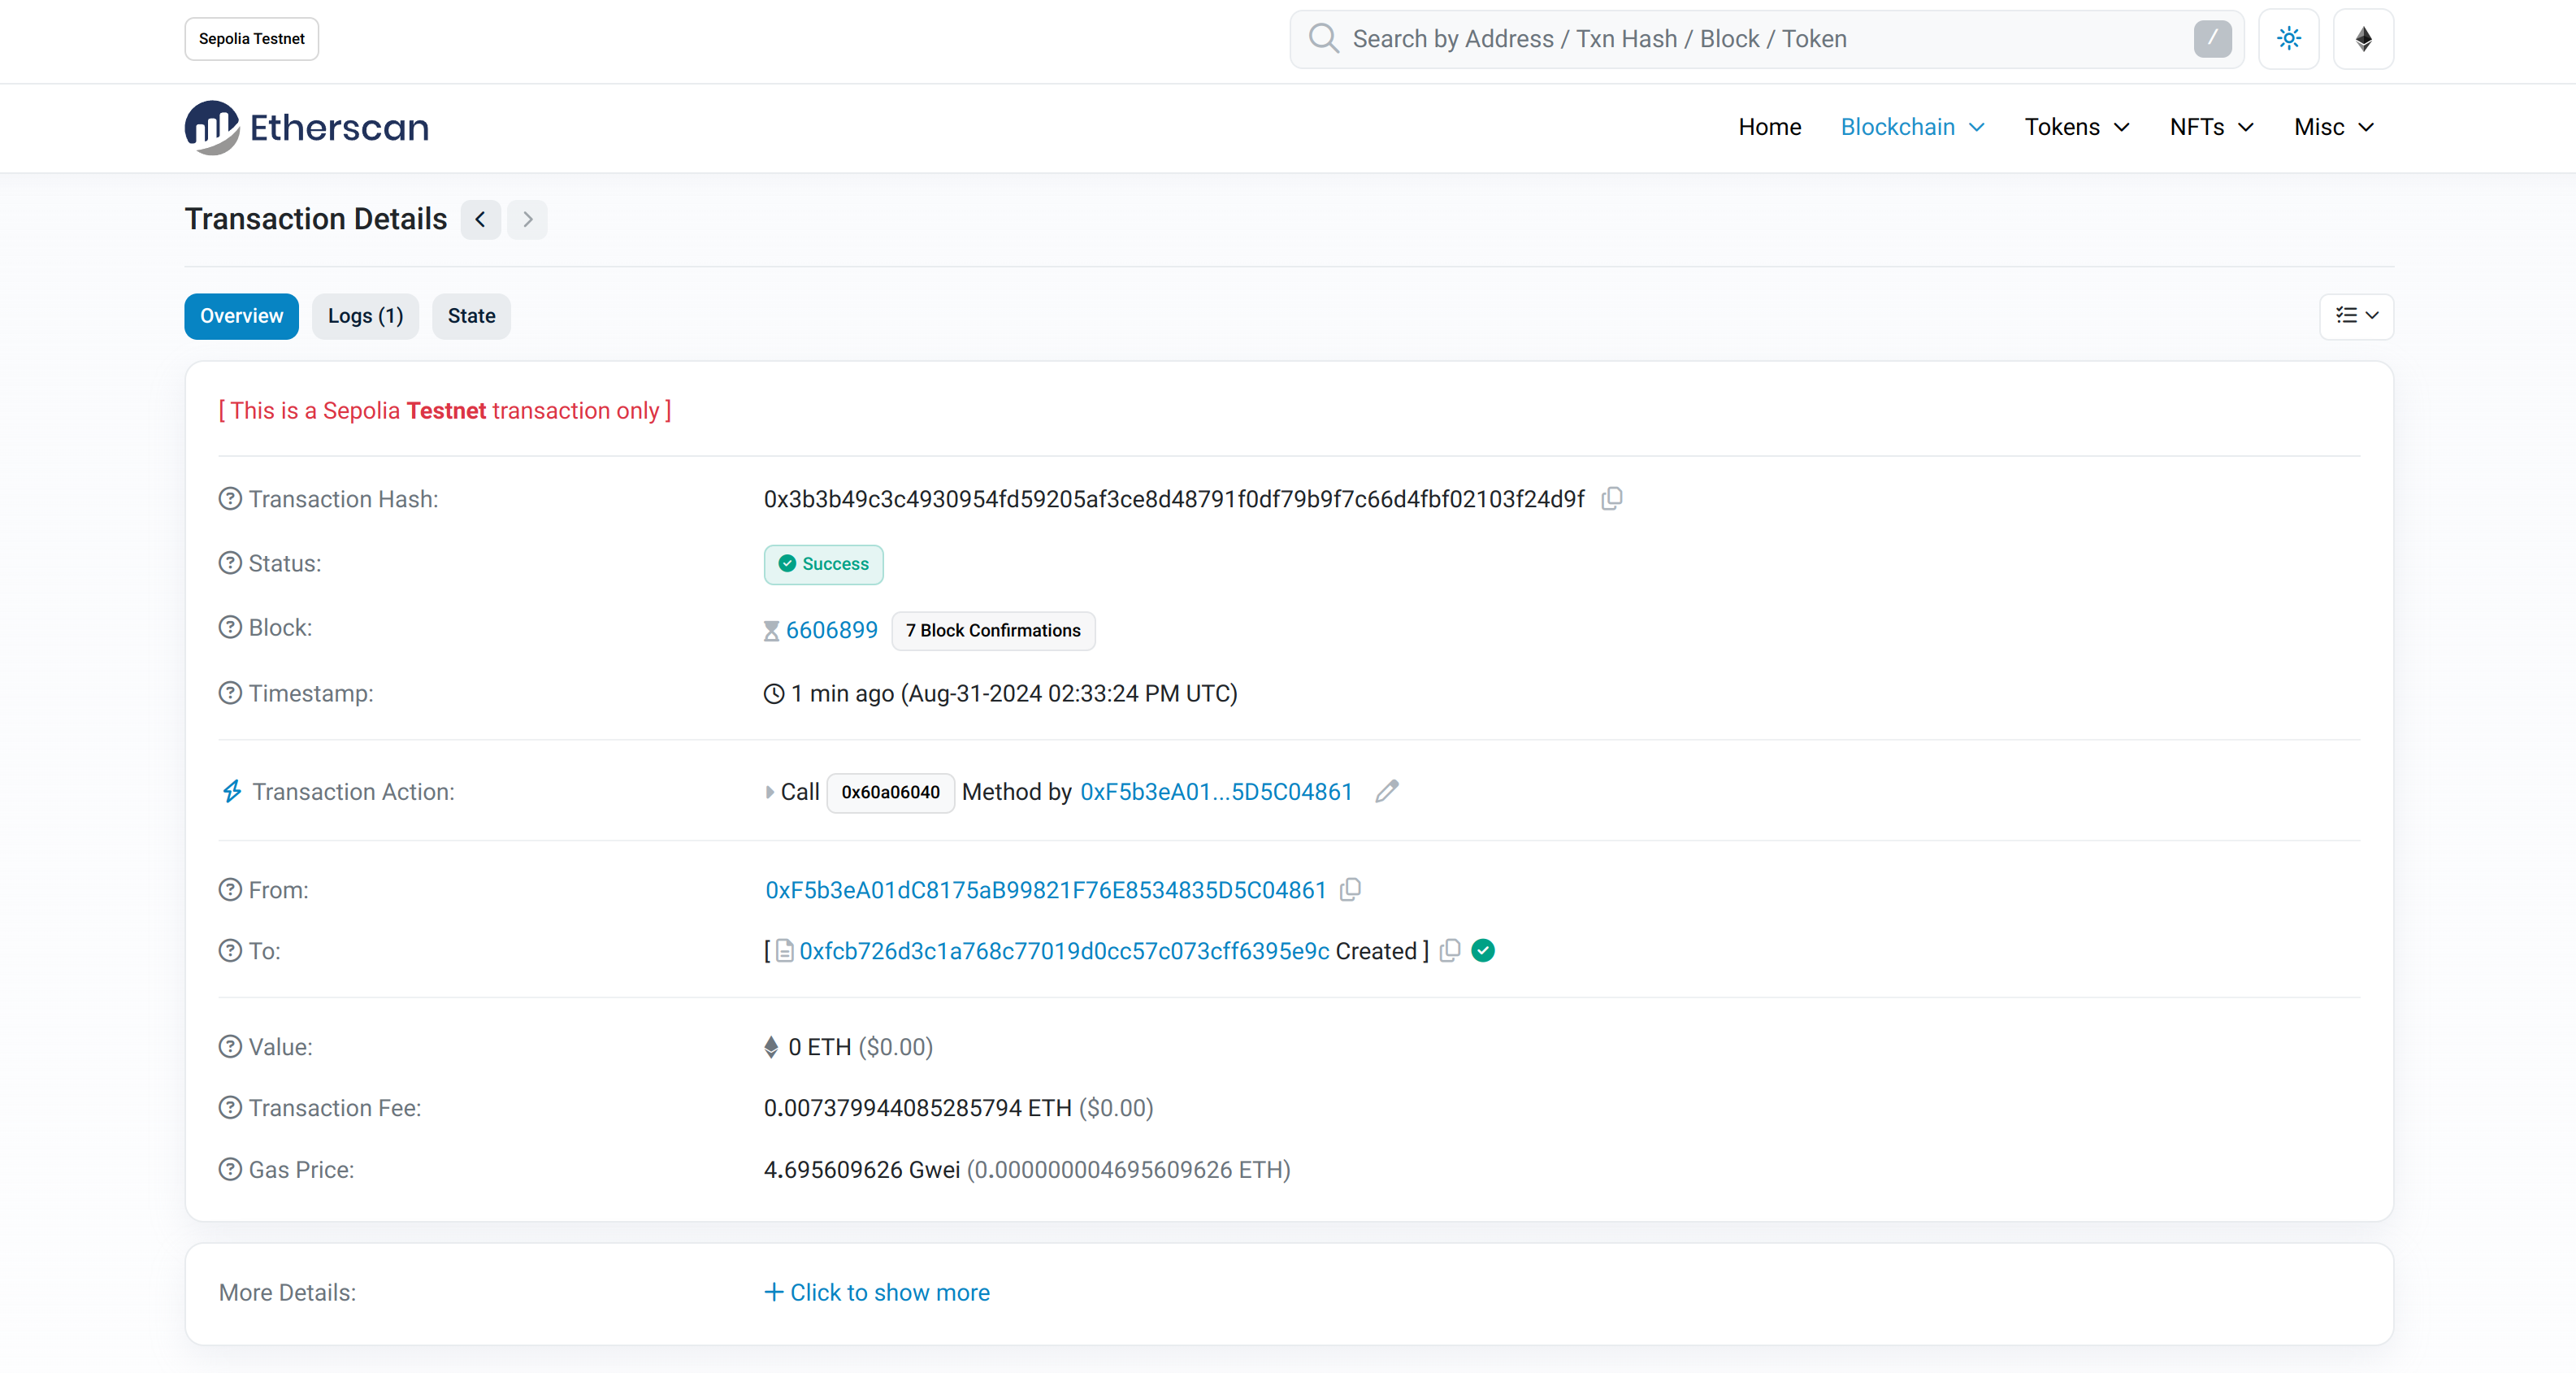 Sepolia Testnet
Search by Address / Txn Hash / Block / Token /
Etherscan
Home Blockchain Tokens NFTs Misc
Transaction Details
Overview Logs (1) State
[ This is a Sepolia Testnet transaction only ]
Transaction Hash: 0x3b3b49c3c4930954fd59205af3ce8d48791f0df79b9f7c66d4fbf02103f24d9f
Status: Success
Block: 6606899 7 Block Confirmations
Timestamp: 1 min ago (Aug-31-2024 02:33:24 PM UTC)
Transaction Action: Call 0x60a06040 Method by 0xF5b3eA01...5D5C04861
From: 0xF5b3eA01dC8175aB99821F76E8534835D5C04861
To: [ 0xfcb726d3c1a768c77019d0cc57c073cff6395e9c Created ]
Value: 0 ETH ($0.00)
Transaction Fee: 0.007379944085285794 ETH ($0.00)
Gas Price: 4.695609626 Gwei (0.000000004695609626 ETH)
More Details: + Click to show more